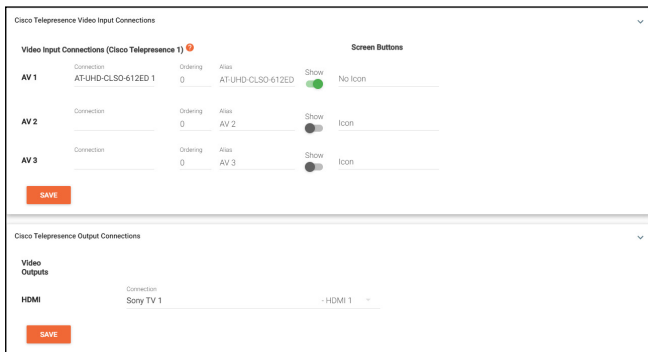 Cisco Telepresence Video Input Connections
Video Input Connections (Cisco Telepresence 1) ?
Screen Buttons
Connection Ordering Alias Show
AV 1 AT-UHD-CLSO-612ED 1 0 AT-UHD-CLSO-612ED No Icon
Connection Ordering Alias Show
AV 2 0 AV 2 Icon
Connection Ordering Alias Show
AV 3 0 AV 3 Icon
SAVE
Cisco Telepresence Output Connections
Video
Outputs
Connection
HDMI Sony TV 1 - HDMI 1
SAVE